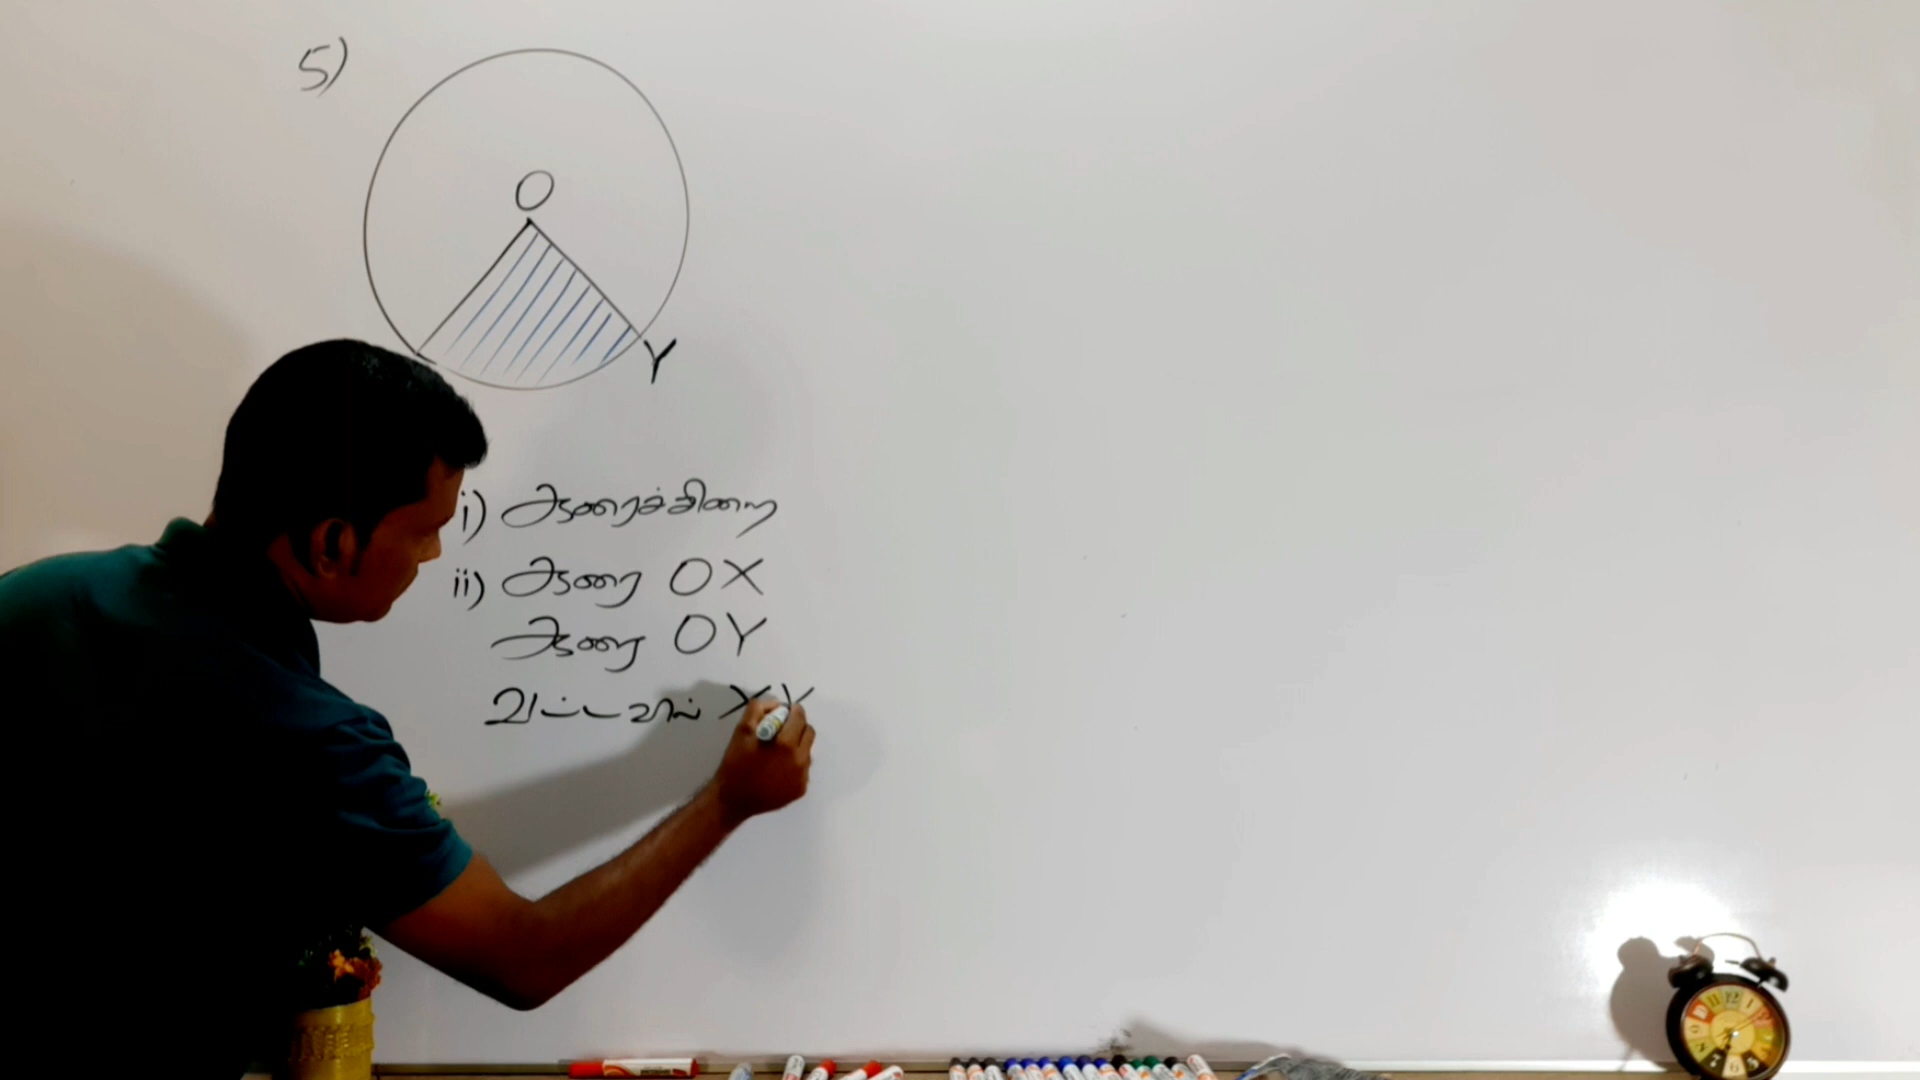 5)
O
Y
i) ஆரைச்சிறை
ii) ஆரை OX
ஆரை OY
வட்டவில் XY